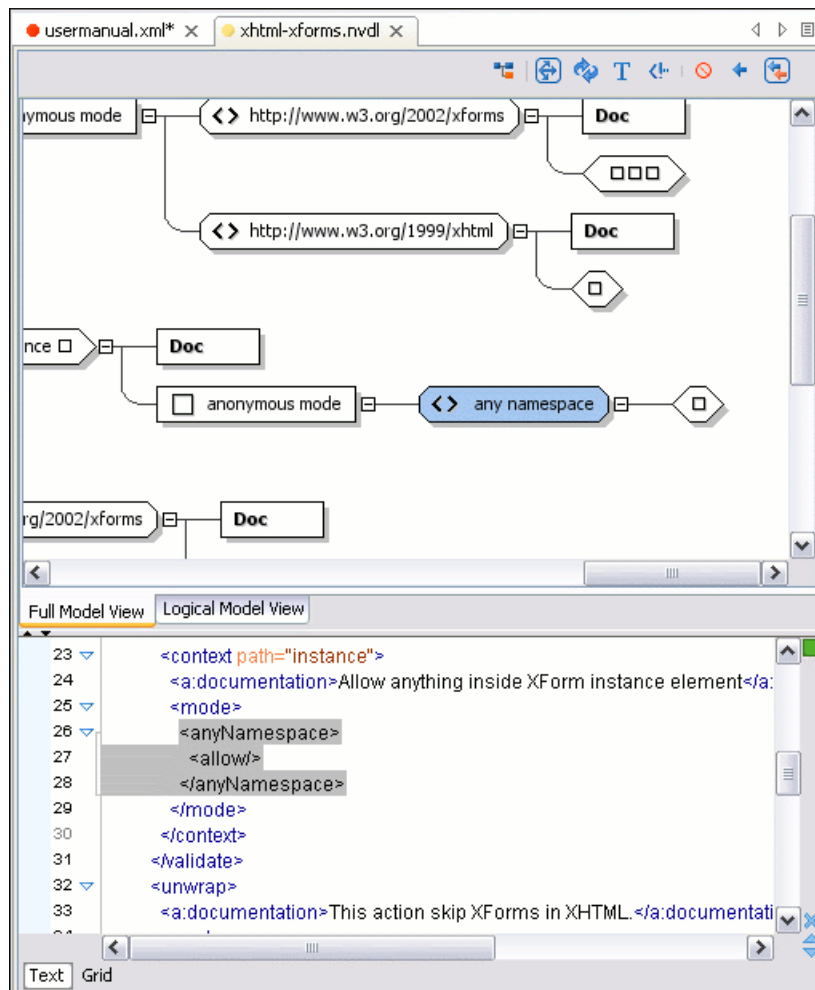 usermanual.xml* xhtml-xforms.nvdl
T
ymous mode <> http://www.w3.org/2002/xforms Doc
<> http://www.w3.org/1999/xhtml Doc
nce Doc
anonymous mode <> any namespace
rg/2002/xforms Doc
Full Model View Logical Model View
23 <context path="instance">
24 <a:documentation>Allow anything inside XForm instance element</a:
25 <mode>
26 <anyNamespace>
27 <allow/>
28 </anyNamespace>
29 </mode>
30 </context>
31 </validate>
32 <unwrap>
33 <a:documentation>This action skip XForms in XHTML.</a:documentati
Text Grid